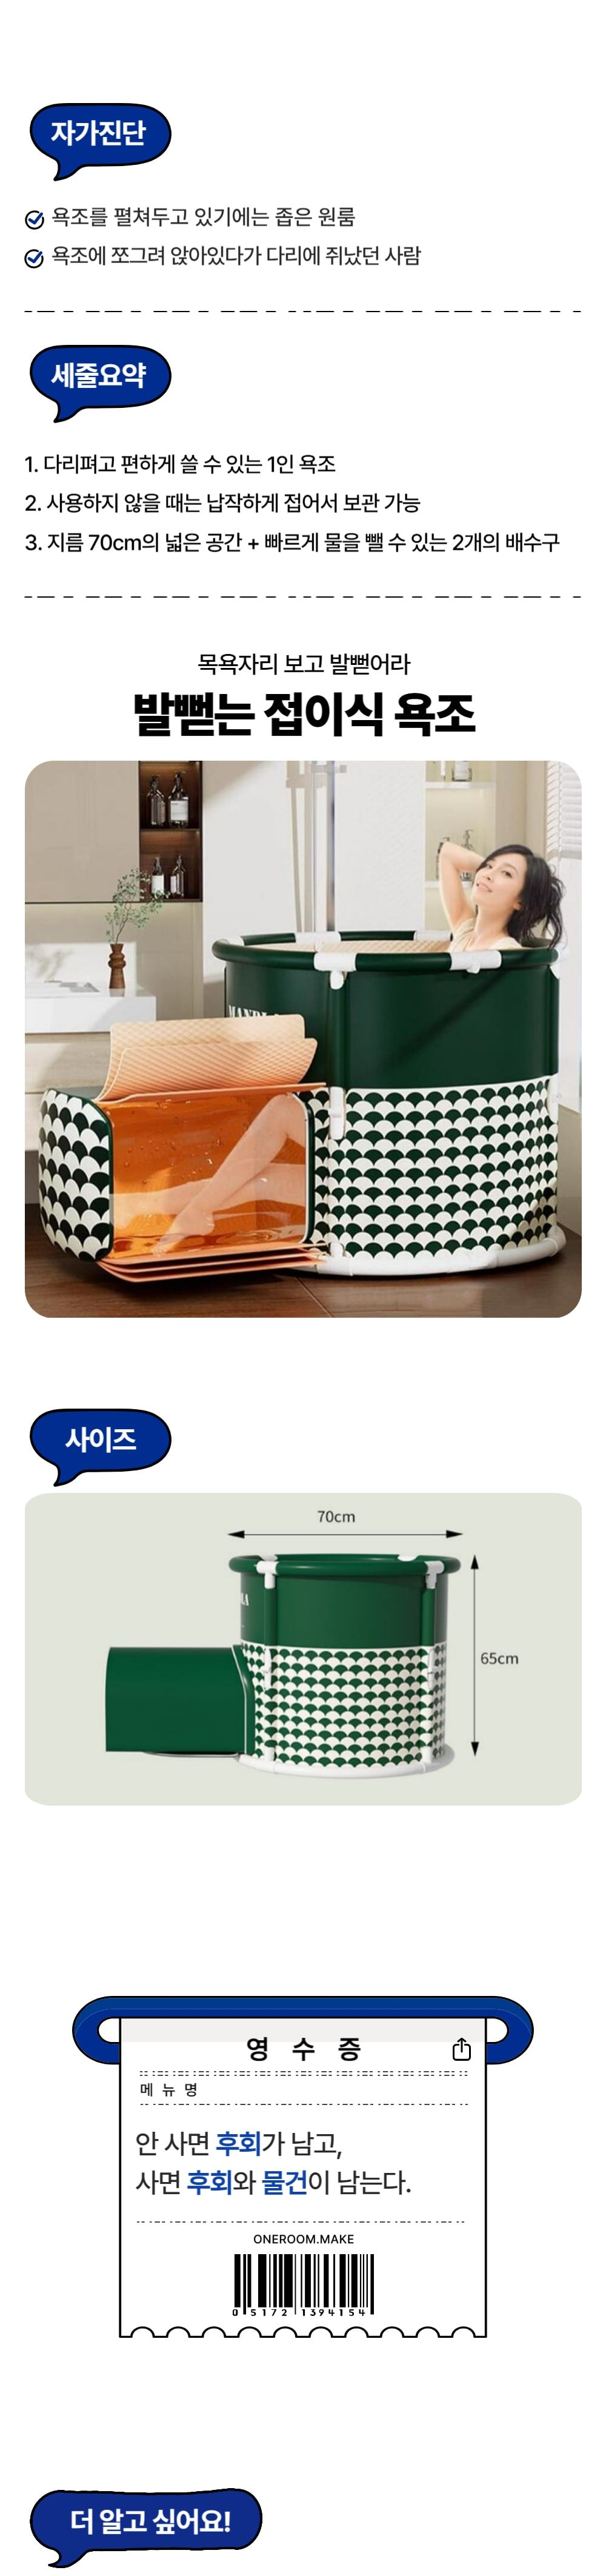 자가진단
욕조를 펼쳐두고 있기에는 좁은 원룸
욕조에 쪼그려 앉아있다가 다리에 쥐났던 사람
세줄요약
1. 다리펴고 편하게 쓸 수 있는 1인 욕조
2. 사용하지 않을 때는 납작하게 접어서 보관 가능
3. 지름 70cm의 넓은 공간 + 빠르게 물을 뺄 수 있는 2개의 배수구
목욕자리 보고 발뻗어라
발뻗는 접이식 욕조
사이즈
70cm
65cm
영 수 증
메 뉴 명
안 사면 후회가 남고,
사면 후회와 물건이 남는다.
ONEROOM.MAKE
0 5172 1394154
더 알고 싶어요!